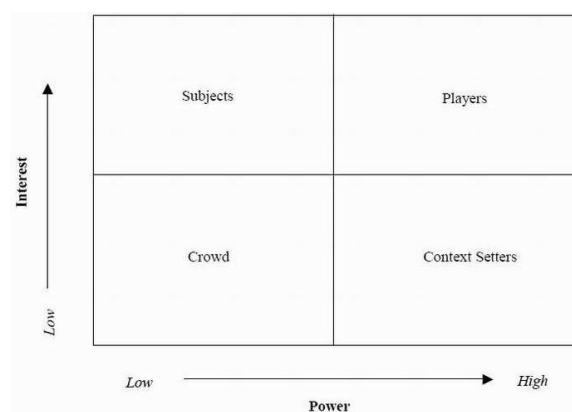 Subjects
Players
Interest
Crowd
Context Setters
Low
Low
High
Power